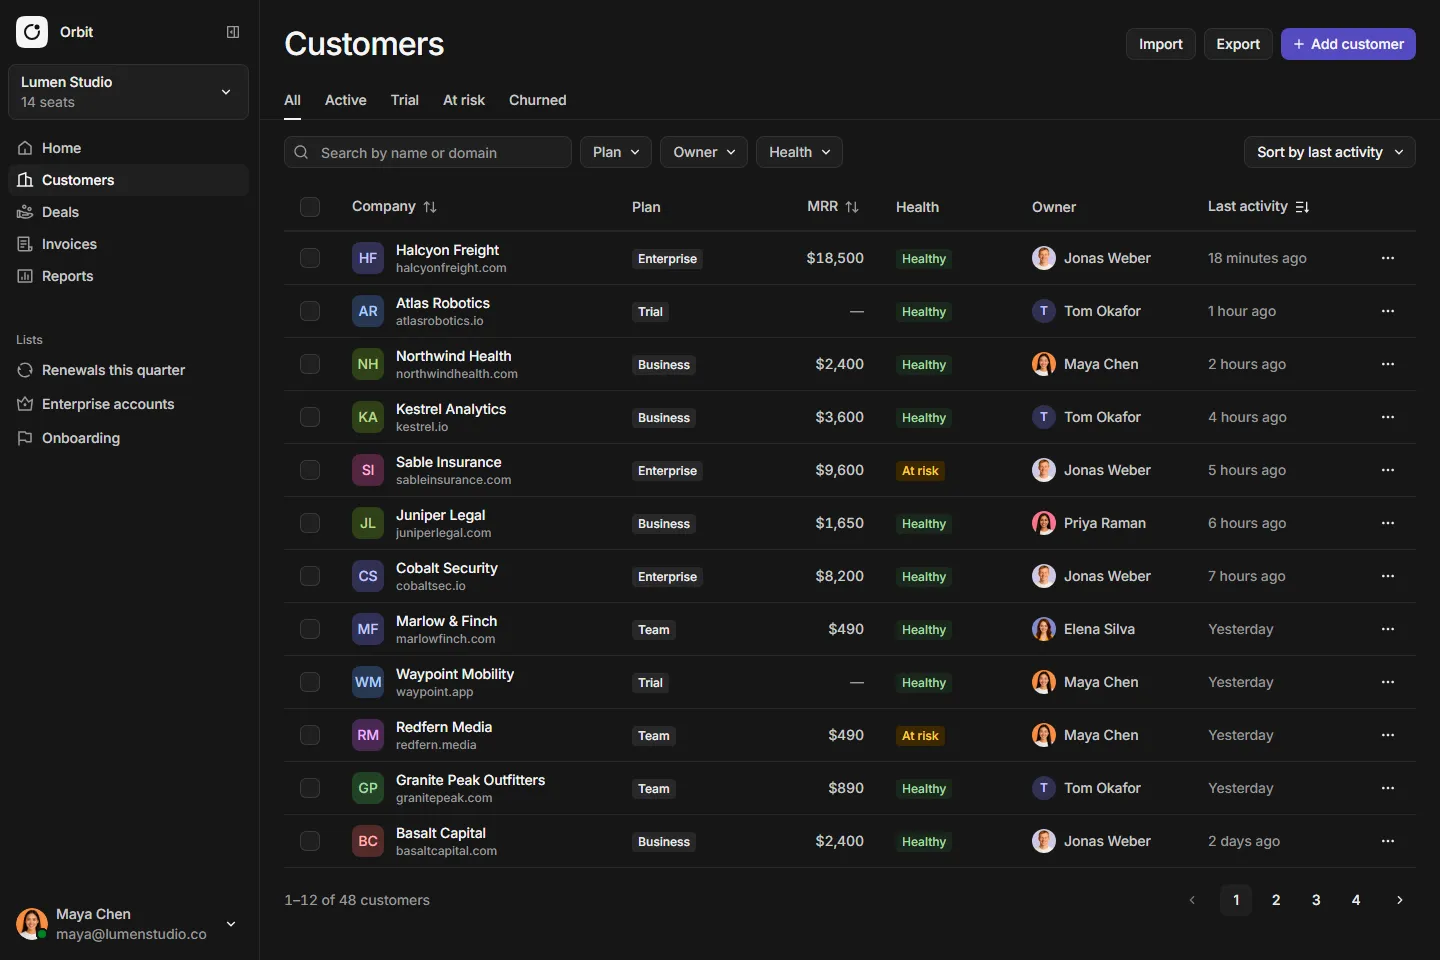 Orbit
Lumen Studio
14 seats
Home
Customers
Deals
Invoices
Reports
Lists
Renewals this quarter
Enterprise accounts
Onboarding
Maya Chen
maya@lumenstudio.co
Customers
Import
Export
+ Add customer
All Active Trial At risk Churned
Search by name or domain
Plan
Owner
Health
Sort by last activity
Company Plan MRR Health Owner Last activity
HF Halcyon Freight Enterprise $18,500 Healthy Jonas Weber 18 minutes ago
halcyonfreight.com
AR Atlas Robotics Trial — Healthy T Tom Okafor 1 hour ago
atlasrobotics.io
NH Northwind Health Business $2,400 Healthy Maya Chen 2 hours ago
northwindhealth.com
KA Kestrel Analytics Business $3,600 Healthy T Tom Okafor 4 hours ago
kestrel.io
SI Sable Insurance Enterprise $9,600 At risk Jonas Weber 5 hours ago
sableinsurance.com
JL Juniper Legal Business $1,650 Healthy Priya Raman 6 hours ago
juniperlegal.com
CS Cobalt Security Enterprise $8,200 Healthy Jonas Weber 7 hours ago
cobaltsec.io
MF Marlow & Finch Team $490 Healthy Elena Silva Yesterday
marlowfinch.com
WM Waypoint Mobility Trial — Healthy Maya Chen Yesterday
waypoint.app
RM Redfern Media Team $490 At risk Maya Chen Yesterday
redfern.media
GP Granite Peak Outfitters Team $890 Healthy T Tom Okafor Yesterday
granitepeak.com
BC Basalt Capital Business $2,400 Healthy Jonas Weber 2 days ago
basaltcapital.com
1–12 of 48 customers
1 2 3 4